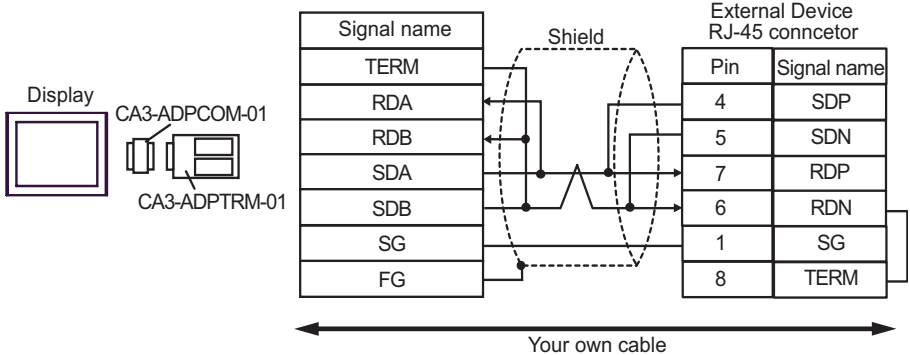 External Device
RJ-45 conncetor
Signal name
Shield
Pin Signal name
TERM
Display
CA3-ADPCOM-01
RDA
4 SDP
RDB
5 SDN
SDA
7 RDP
CA3-ADPTRM-01
SDB
6 RDN
SG
1 SG
FG
8 TERM
Your own cable